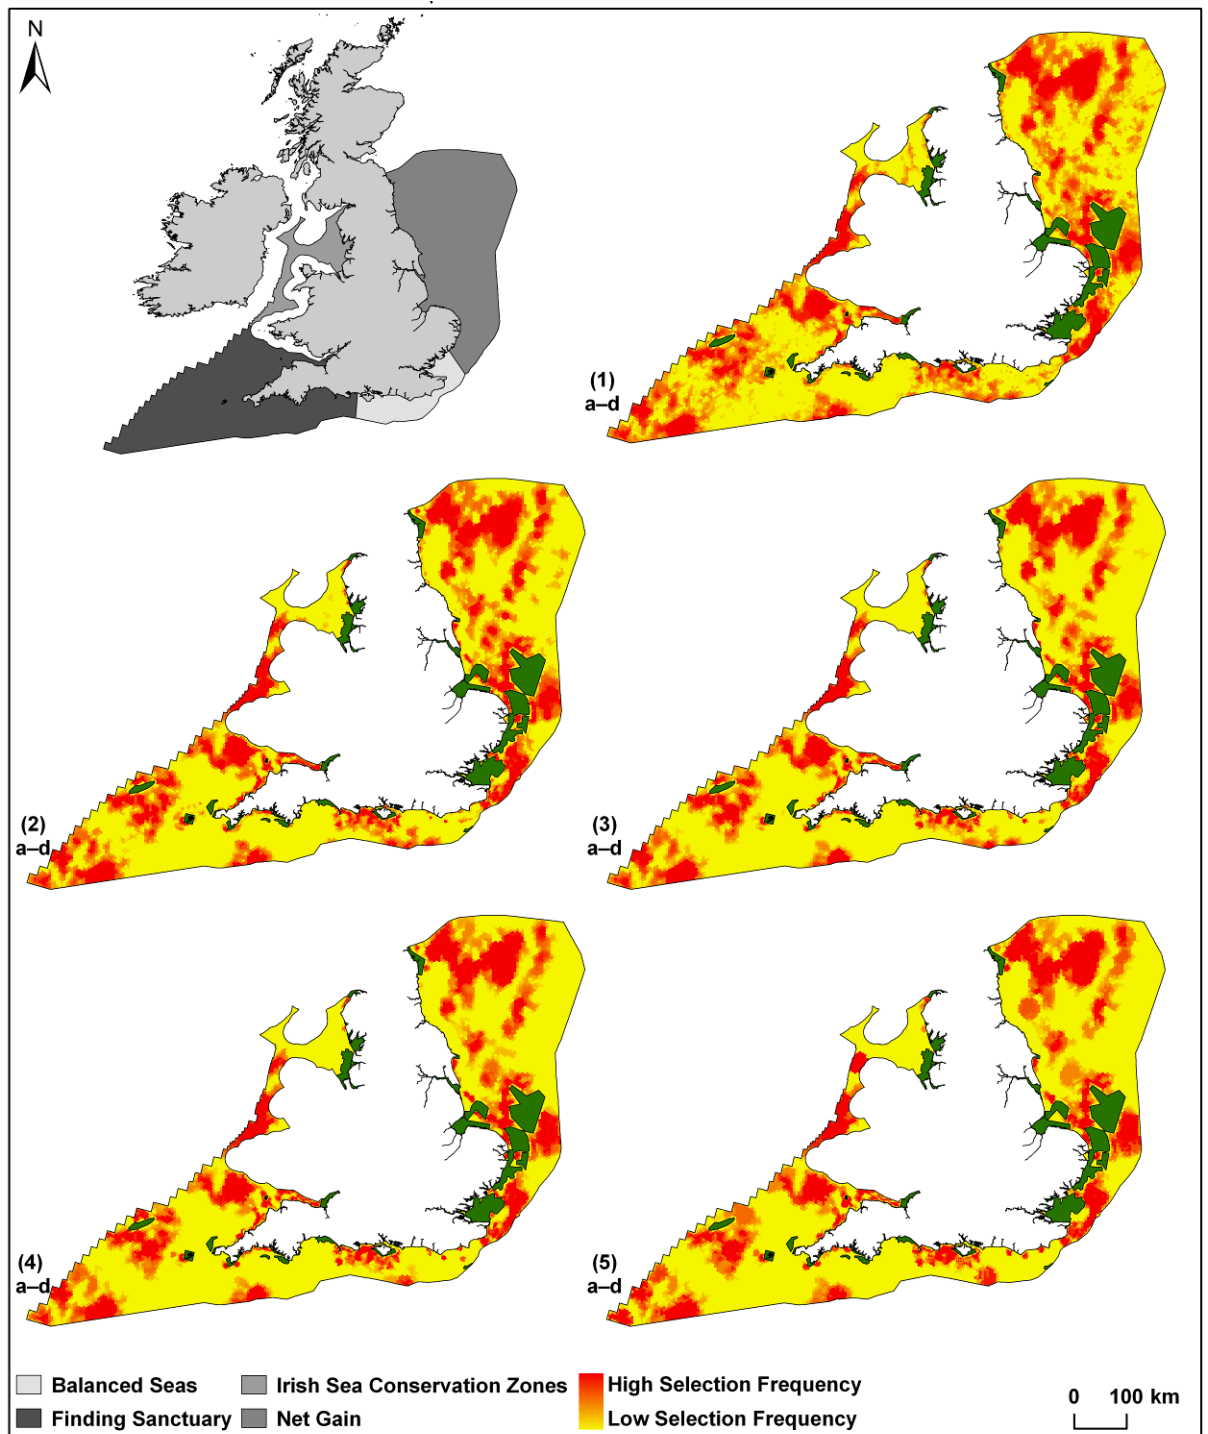 N
(1)
a–d
(2)
a–d
(3)
a–d
(4)
a–d
(5)
a–d
Balanced Seas
Irish Sea Conservation Zones
High Selection Frequency
0 100 km
Finding Sanctuary
Net Gain
Low Selection Frequency